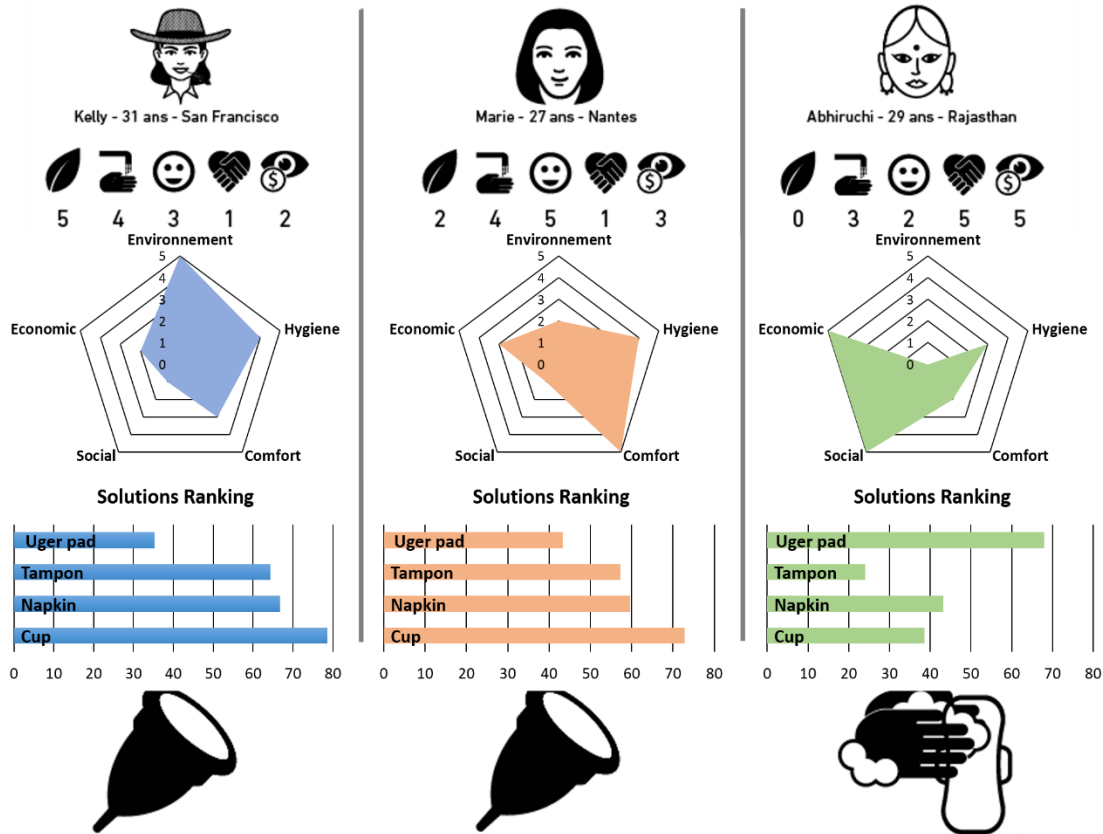 Kelly - 31 ans - San Francisco
5 4 3 1 2
Environnement
5
4
3
2
1
0
Economic
Hygiene
Social
Comfort
Solutions Ranking
Uger pad
Tampon
Napkin
Cup
0 10 20 30 40 50 60 70 80
Marie - 27 ans - Nantes
$
2 4 5 1 3
Environnement
5
4
3
2
1
0
Economic
Hygiene
Social
Comfort
Solutions Ranking
Uger pad
Tampon
Napkin
Cup
0 10 20 30 40 50 60 70 80
Abhiruchi - 29 ans - Rajasthan
$
0 3 2 5 5
Environnement
5
4
3
2
1
0
Economic
Hygiene
Social
Comfort
Solutions Ranking
Uger pad
Tampon
Napkin
Cup
0 10 20 30 40 50 60 70 80